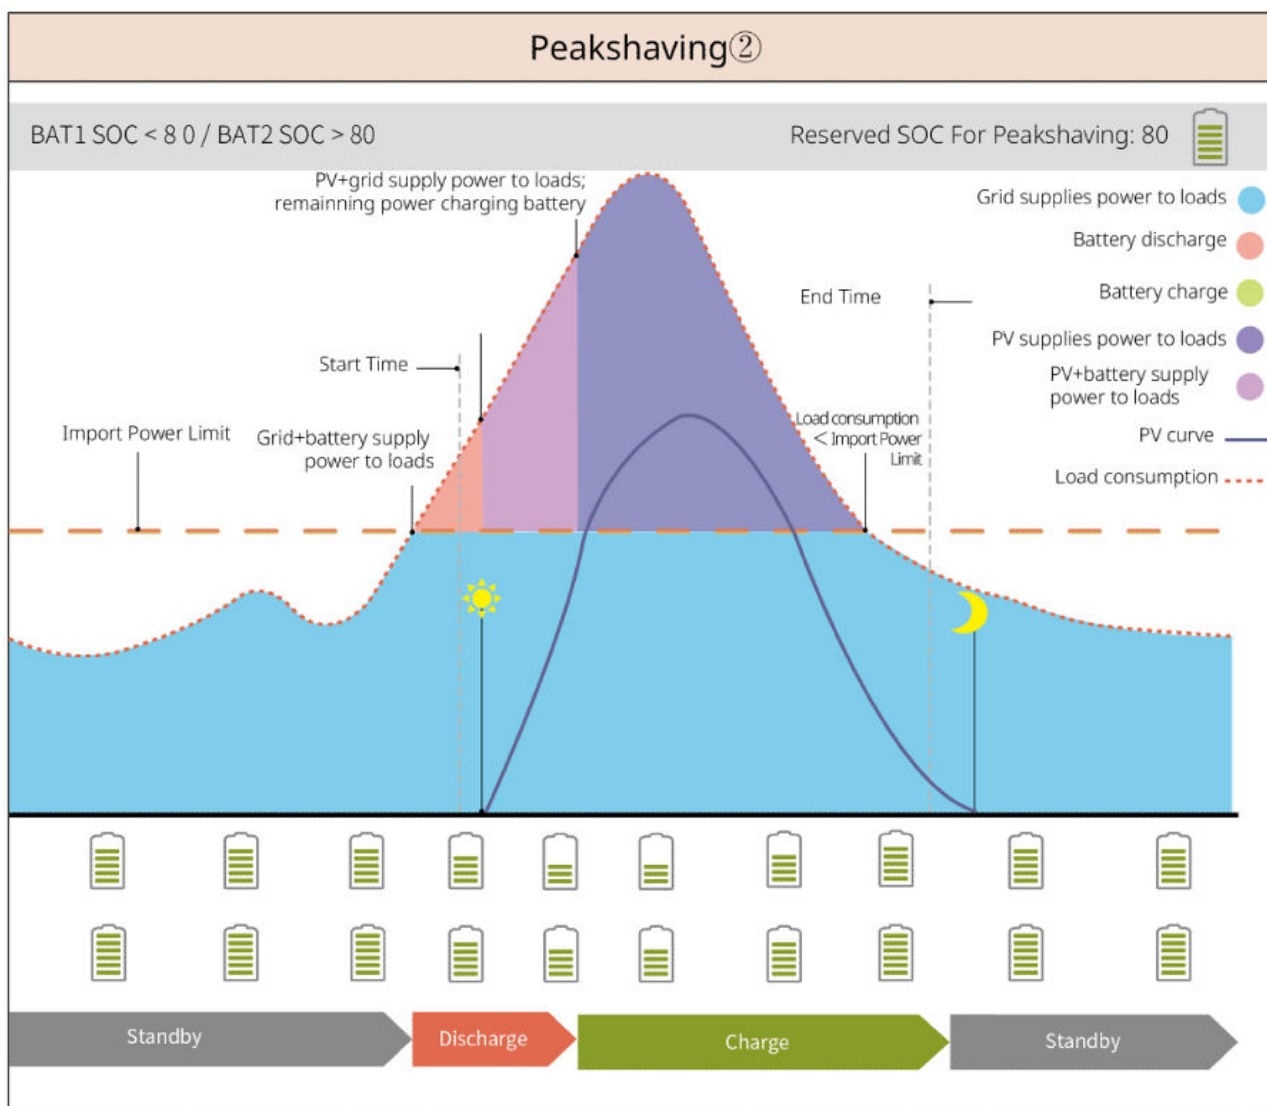 Peakshaving②
BAT1 SOC < 8 0 / BAT2 SOC > 80
Reserved SOC For Peakshaving: 80
PV+grid supply power to loads;
remainning power charging battery
Grid supplies power to loads
Battery discharge
Battery charge
End Time
PV supplies power to loads
Start Time
PV+battery supply
power to loads
Import Power Limit
Grid+battery supply
power to loads
Load consumption
< Import Power
Limit
PV curve
Load consumption
Standby
Discharge
Charge
Standby